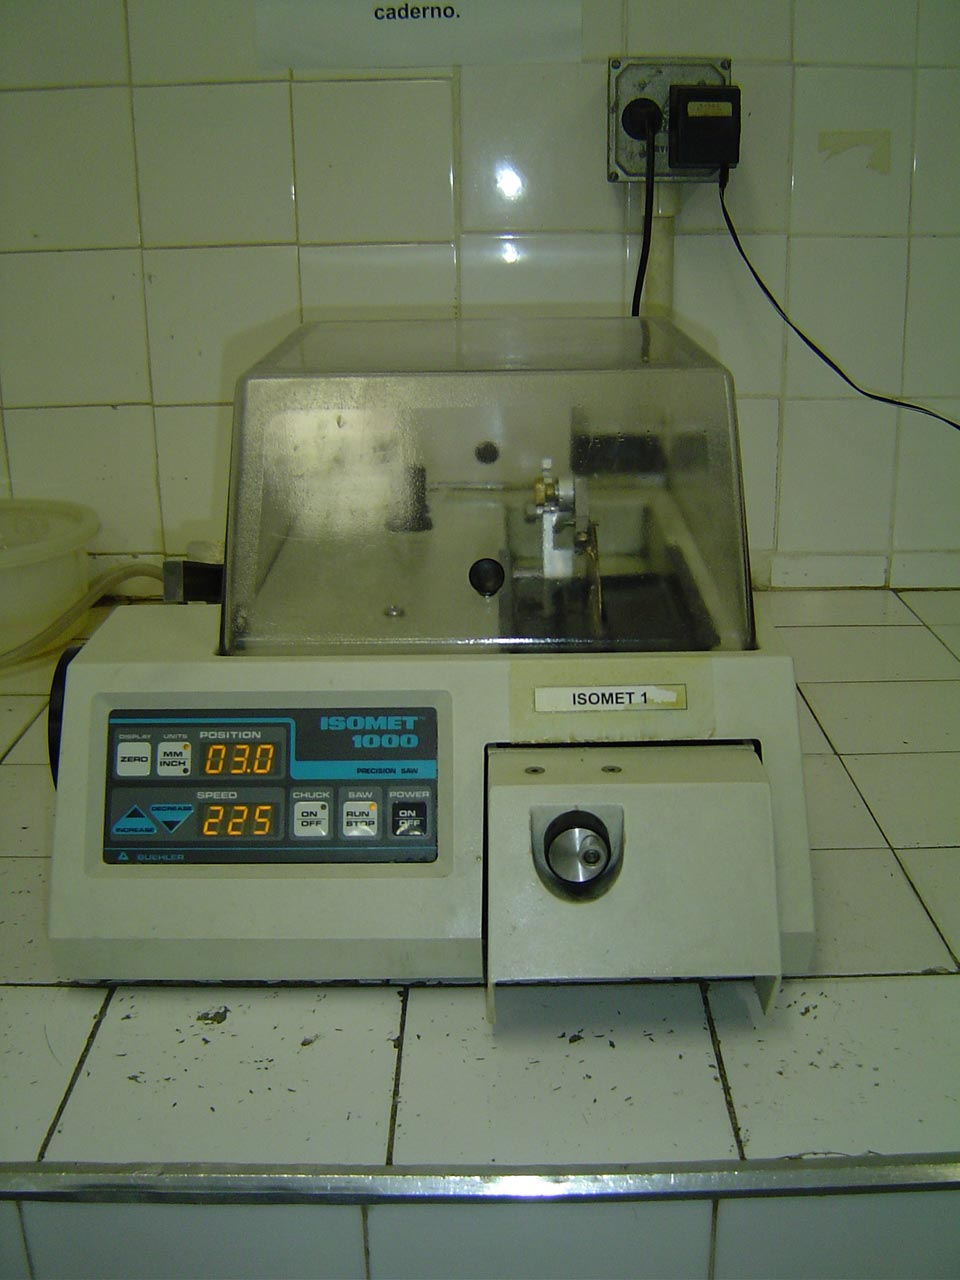 caderno.
ISOMET 1
ISOMET™
1000
PRECISION SAW
DISPLAY UNITS POSITION
ZERO
MM
INCH
03.0
SPEED CHUCK SAW POWER
INCREASE
DECREASE
225
ON
OFF
RUN
STOP
ON
OFF
BUEHLER